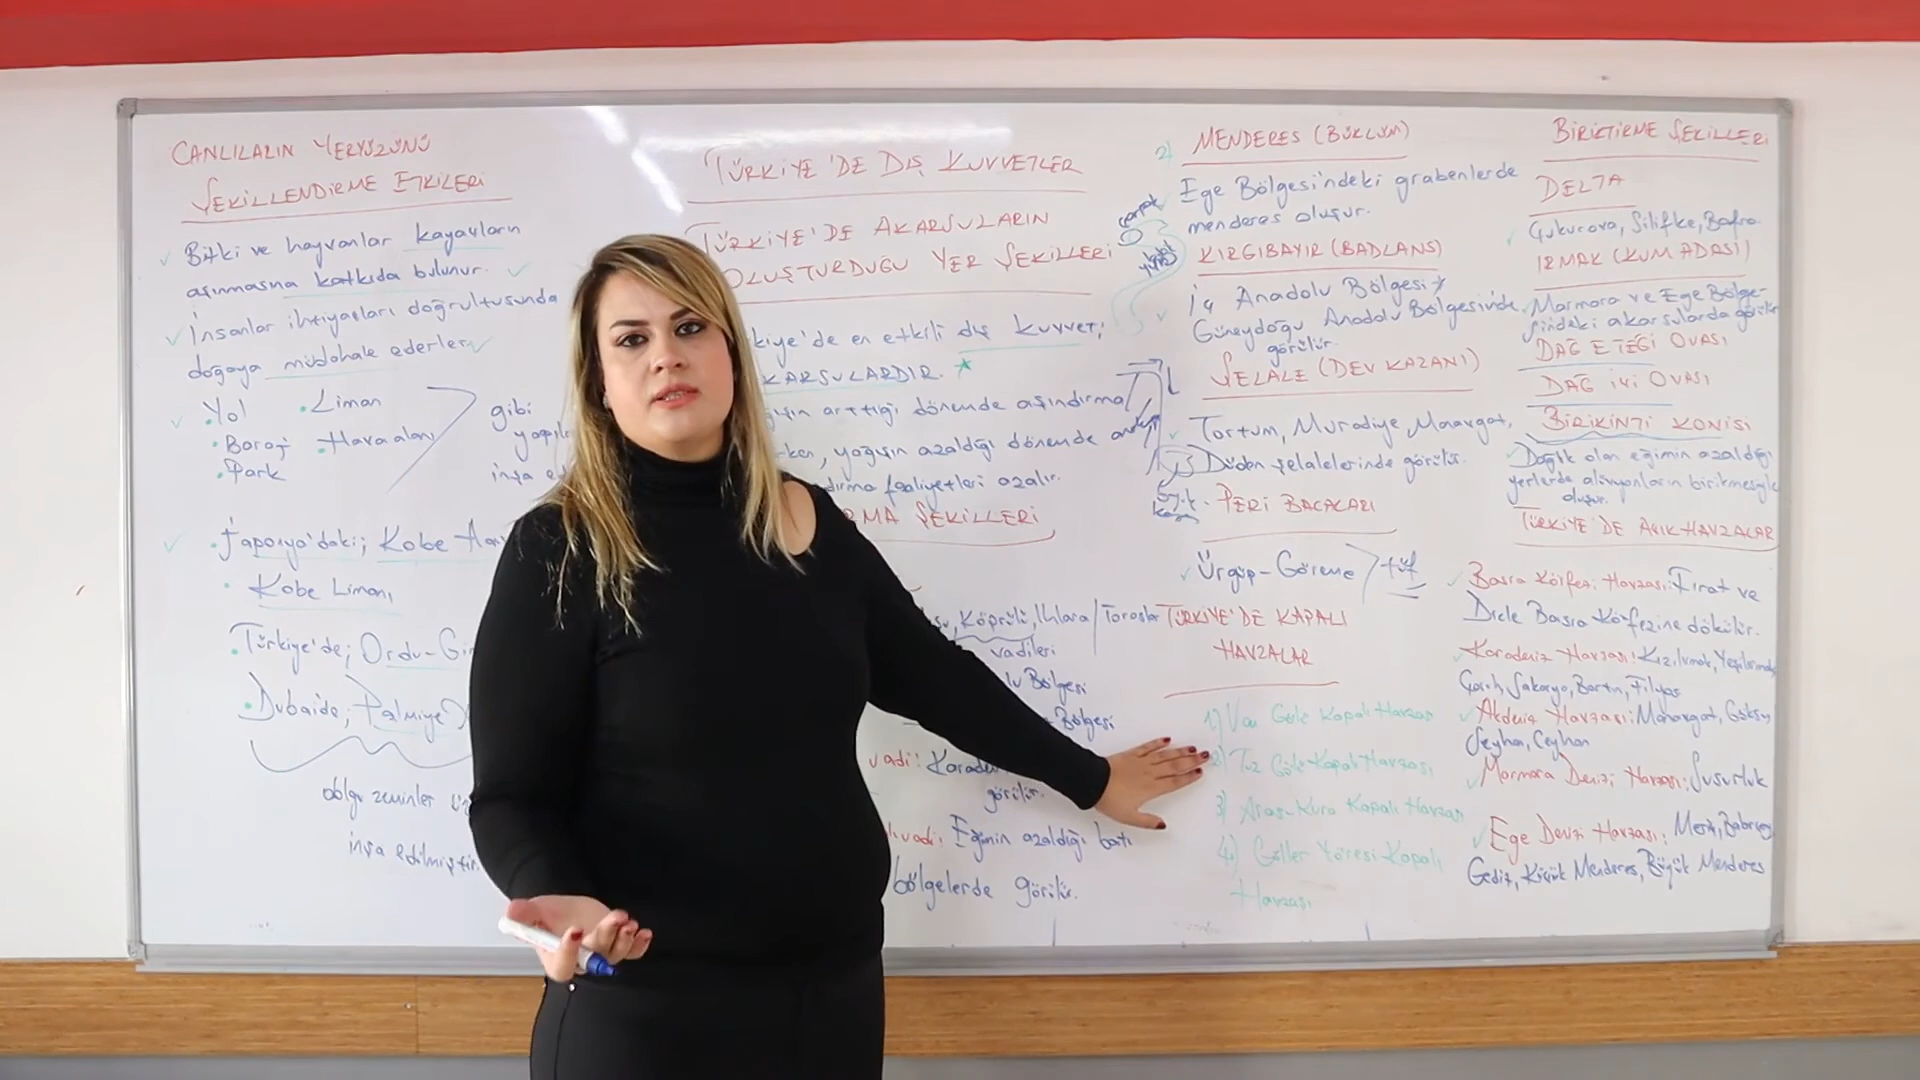 CANLILARIN YERYÜZÜNÜ
ŞEKİLLENDİRME ETKİLERİ
Bitki ve hayvanlar kayaların
aşınmasına katkıda bulunur.
İnsanlar ihtiyaçları doğrultusunda
doğaya müdahale ederler
Yol
• Liman
Baraj
• Havaalanı
• Park
gibi
• Japonya'daki; Kobe
• Kobe Limanı
Türkiye'de; Ordu-Gir
• Dubaide; Palmiye
dolgu zeminler
inşa edilmiştir.
TÜRKİYE'DE DIŞ KUVVETLER
TÜRKİYE'DE AKARSULARIN
OLUŞTURDUĞU YER ŞEKİLLERİ
kiye'de en etkili dış kuvvet;
KARSULARDIR.
ğışın arttığı dönemde aşındırma
rken, yağışın azaldığı dönemde
dırma faaliyetleri azalır.
RMA ŞEKİLLERİ
su, Köprülü, Ihlara / Toroslar
vadileri
lu Bölgesi
Bölgesi
vadi: Karade
görülür.
vadi: Eğimin azaldığı batı
bölgelerde görülür.
2) MENDERES (BÜKLÜM)
Ege Bölgesi'ndeki grabenlerde
menderes oluşur.
KIRGIBAYIR (BADLANS)
İç Anadolu Bölgesi
Güneydoğu Anadolu Bölgesinde
görülür.
ŞELALE (DEV KAZANI)
Tortum, Muradiye, Manavgat,
Düden şelalelerinde görülür.
PERİ BACALARI
Ürgüp-Göreme
tüf
TÜRKİYE'DE KAPALI
HAVZALAR
1) Van Gölü Kapalı Havzası
2) Tuz Gölü Kapalı Havzası
3) Aras-Kura Kapalı Havzası
4) Göller Yöresi Kapalı
Havzası
BİRİKTİRME ŞEKİLLERİ
DELTA
Çukurova, Silifke, Bafra
IRMAK (KUM ADASI)
Marmara ve Ege Bölge-
sindeki akarsularda görülür
DAĞ ETEĞİ OVASI
DAĞ İÇİ OVASI
BİRİKİNTİ KONİSİ
Dağlık olan eğimin azaldığı
yerlerde alüvyonların birikmesiyle
oluşur.
TÜRKİYE'DE AÇIK HAVZALAR
Basra Körfezi Havzası: Fırat ve
Dicle Basra Körfezine dökülür.
Karadeniz Havzası: Kızılırmak, Yeşilırmak,
Çoruh, Sakarya, Bartın, Filyos
Akdeniz Havzası: Manavgat, Göksu,
Seyhan, Ceyhan
Marmara Denizi Havzası: Susurluk
Ege Denizi Havzası: Meriç, Bakırçay
Gediz, Küçük Menderes, Büyük Menderes